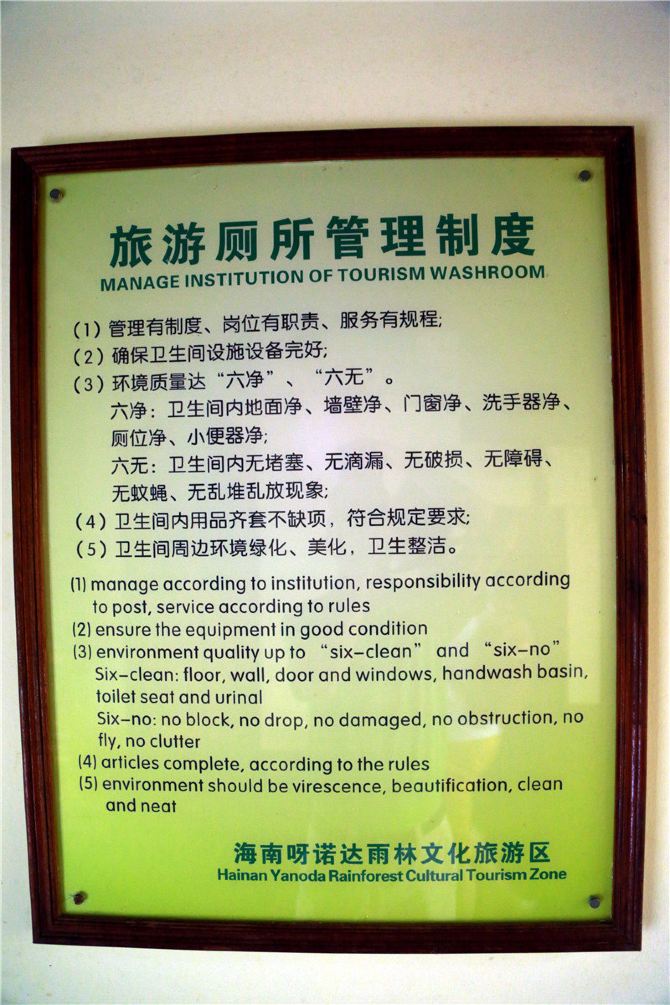 旅游厕所管理制度
MANAGE INSTITUTION OF TOURISM WASHROOM
(1) 管理有制度、岗位有职责、服务有规程;
(2) 确保卫生间设施设备完好;
(3) 环境质量达“六净”、“六无”。
六净: 卫生间内地面净、墙壁净、门窗净、洗手器净、
厕位净、小便器净;
六无: 卫生间内无堵塞、无滴漏、无破损、无障碍、
无蚊蝇、无乱堆乱放现象;
(4) 卫生间内用品齐套不缺项, 符合规定要求;
(5) 卫生间周边环境绿化、美化, 卫生整洁。
(1) manage according to institution, responsibility according
to post, service according to rules
(2) ensure the equipment in good condition
(3) environment quality up to “six-clean” and “six-no”
Six-clean: floor, wall, door and windows, handwash basin,
toilet seat and urinal
Six-no: no block, no drop, no damaged, no obstruction, no
fly, no clutter
(4) articles complete, according to the rules
(5) environment should be virescence, beautification, clean
and neat
海南呀诺达雨林文化旅游区
Hainan Yanoda Rainforest Cultural Tourism Zone